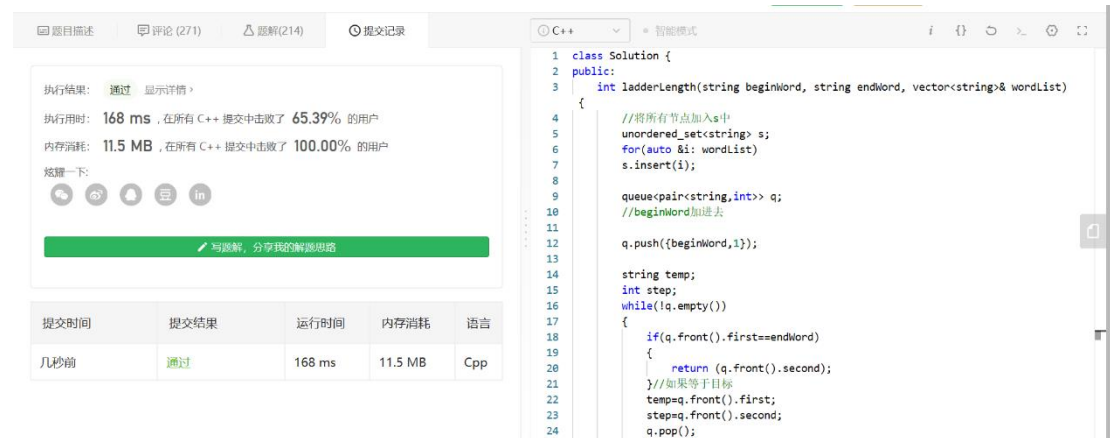 题目描述
评论 (271)
题解(214)
提交记录
执行结果: 通过 显示详情 ›
执行用时: 168 ms , 在所有 C++ 提交中击败了 65.39% 的用户
内存消耗: 11.5 MB , 在所有 C++ 提交中击败了 100.00% 的用户
炫耀一下:
豆 in
写题解, 分享我的解题思路
提交时间 提交结果 运行时间 内存消耗 语言
几秒前 通过 168 ms 11.5 MB Cpp
C++ 智能模式
i {} >_
1 class Solution {
2 public:
3 int ladderLength(string beginWord, string endWord, vector<string>& wordList)
{
4 //将所有节点加入s中
5 unordered_set<string> s;
6 for(auto &i: wordList)
7 s.insert(i);
8
9 queue<pair<string,int>> q;
10 //beginWord加进去
11
12 q.push({beginWord,1});
13
14 string temp;
15 int step;
16 while(!q.empty())
17 {
18 if(q.front().first==endWord)
19 {
20 return (q.front().second);
21 }//如果等于目标
22 temp=q.front().first;
23 step=q.front().second;
24 q.pop();